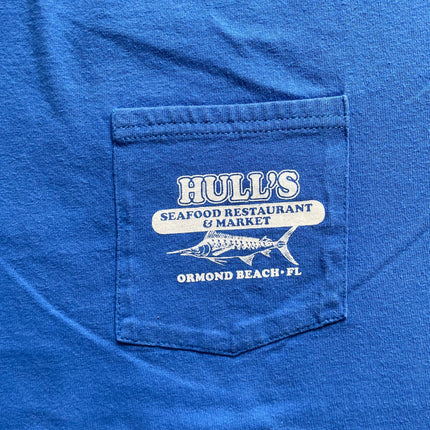 HULL'S
SEAFOOD RESTAURANT
& MARKET
ORMOND BEACH • FL